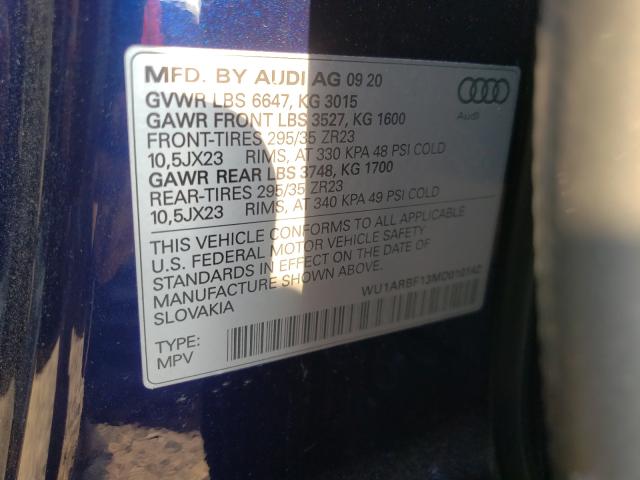 MFD. BY AUDI AG 09 20
GVWR LBS 6647, KG 3015
GAWR FRONT LBS 3527, KG 1600
FRONT-TIRES 295/35 ZR23
10,5JX23 RIMS, AT 330 KPA 48 PSI COLD
GAWR REAR LBS 3748, KG 1700
REAR-TIRES 295/35 ZR23
10,5JX23 RIMS, AT 340 KPA 49 PSI COLD
Audi
THIS VEHICLE CONFORMS TO ALL APPLICABLE
U.S. FEDERAL MOTOR VEHICLE SAFETY
STANDARDS IN EFFECT ON THE DATE OF
MANUFACTURE SHOWN ABOVE.
SLOVAKIA
TYPE:
MPV